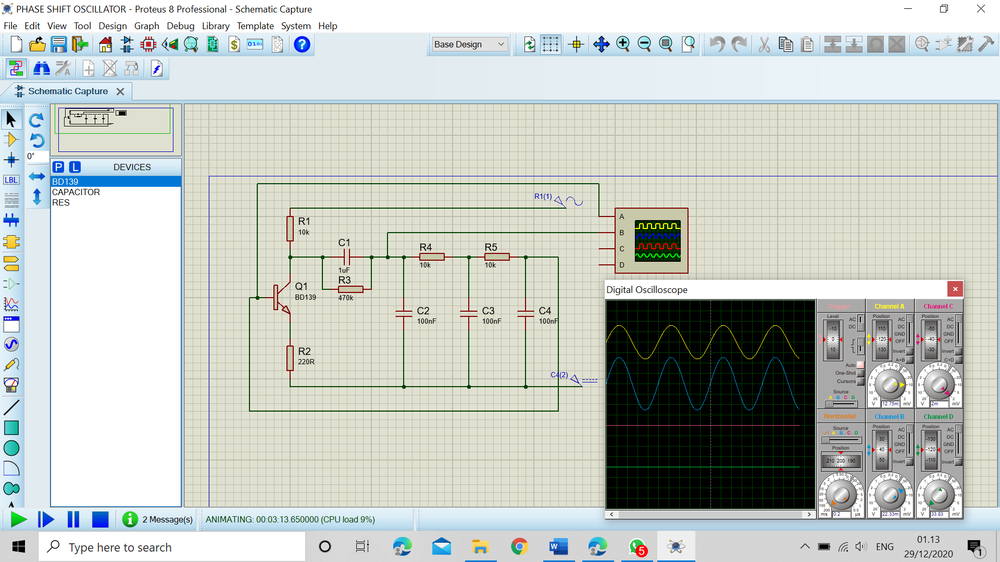 PHASE SHIFT OSCILLATOR - Proteus 8 Professional - Schematic Capture
File Edit View Tool Design Graph Debug Library Template System Help
Base Design
Schematic Capture
0°
P L DEVICES
BD139
CAPACITOR
RES
LBL
R1(1)
R1
10k
C1
1uF
R3
470k
R4
10k
R5
10k
Q1
BD139
R2
220R
C2
100nF
C3
100nF
C4
100nF
C4(2)
A
B
C
D
Digital Oscilloscope
Trigger
Level
AC
DC
-10
0
10
Auto
One-Shot
Cursors
Source
A B C D
Channel A
Position
AC
DC
GND
OFF
Invert
A+B
110
120
130
V 12.75m mV
Channel C
Position
AC
DC
GND
OFF
Invert
C+D
-50
-40
-30
V 2m mV
Horizontal
Source
A B C D
Position
210 200 190
ms 0.2 µs
Channel B
Position
AC
DC
GND
OFF
Invert
30
40
50
V 22.33m mV
Channel D
Position
AC
DC
GND
OFF
Invert
-130
-120
-110
V 33.83 mV
2 Message(s)
ANIMATING: 00:03:13.650000 (CPU load 9%)
Type here to search
5
ENG
01.13
29/12/2020
1